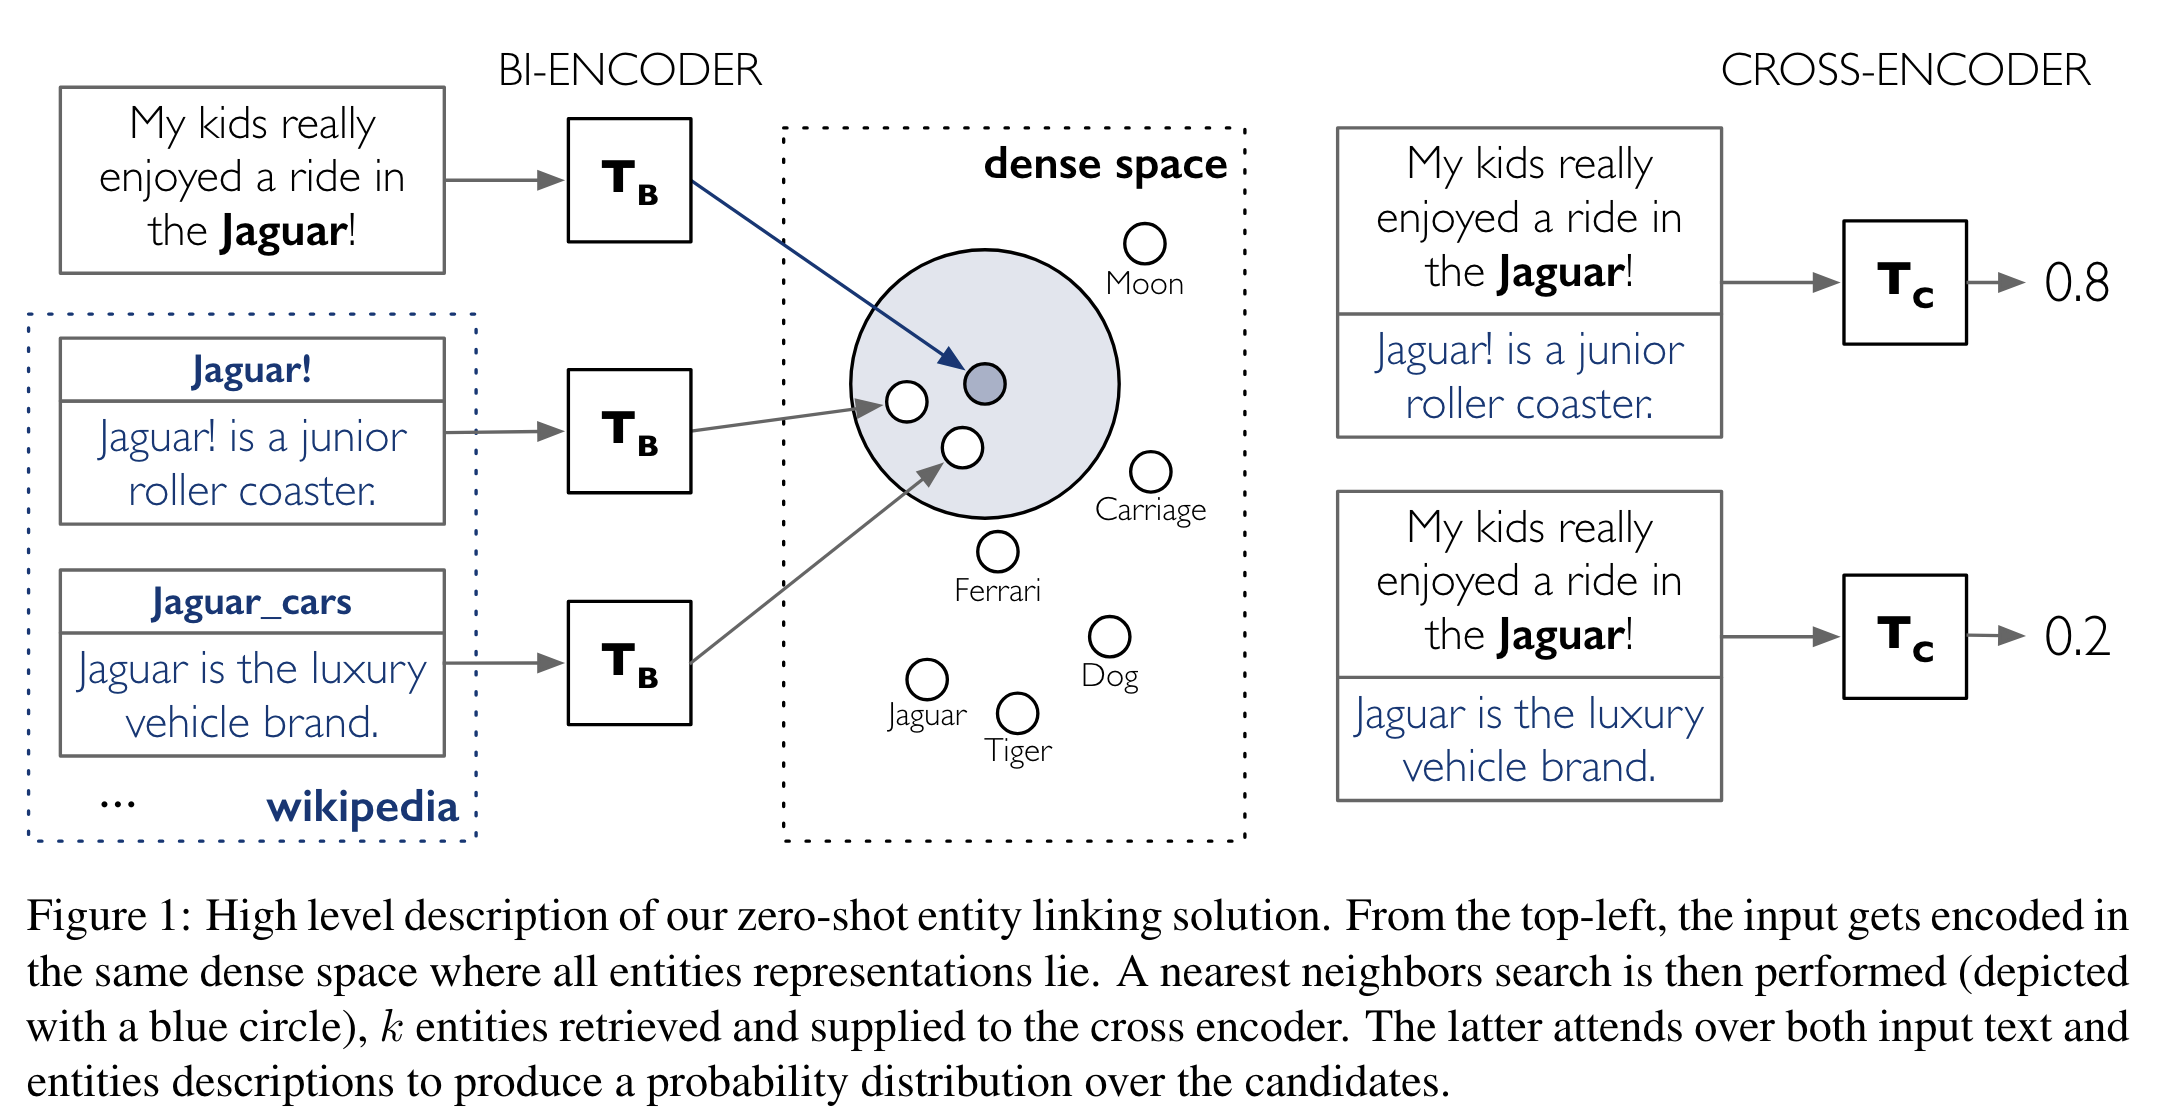 BI-ENCODER
My kids really
enjoyed a ride in
the Jaguar!
T_B
Jaguar!
Jaguar! is a junior
roller coaster.
T_B
Jaguar_cars
Jaguar is the luxury
vehicle brand.
T_B
...
wikipedia
dense space
Moon
Carriage
Ferrari
Dog
Jaguar
Tiger
CROSS-ENCODER
My kids really
enjoyed a ride in
the Jaguar!
Jaguar! is a junior
roller coaster.
T_C
0.8
My kids really
enjoyed a ride in
the Jaguar!
Jaguar is the luxury
vehicle brand.
T_C
0.2
Figure 1: High level description of our zero-shot entity linking solution. From the top-left, the input gets encoded in
the same dense space where all entities representations lie. A nearest neighbors search is then performed (depicted
with a blue circle), k entities retrieved and supplied to the cross encoder. The latter attends over both input text and
entities descriptions to produce a probability distribution over the candidates.